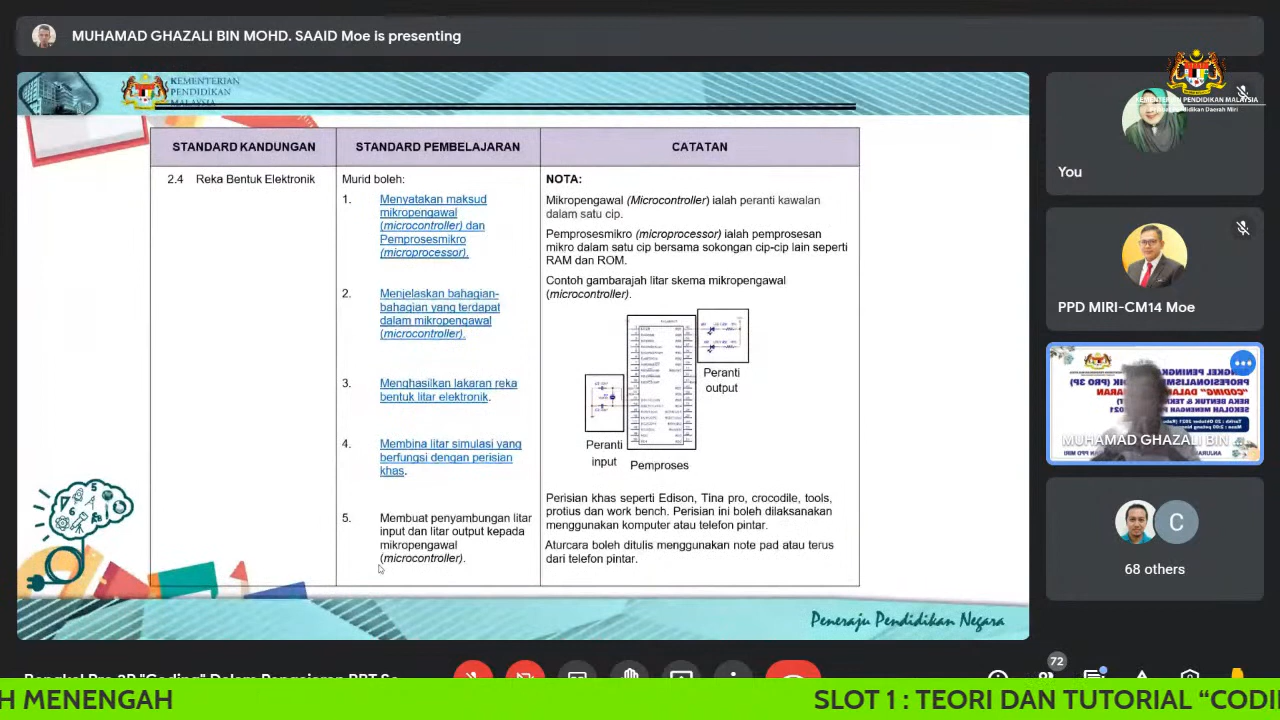 MUHAMAD GHAZALI BIN MOHD. SAAID Moe is presenting
KEMENTERIAN
PENDIDIKAN
MALAYSIA
KEMENTERIAN PENDIDIKAN MALAYSIA
Pendidikan Daerah Miri
STANDARD KANDUNGAN
STANDARD PEMBELAJARAN
CATATAN
2.4 Reka Bentuk Elektronik
Murid boleh:
1. Menyatakan maksud
mikropengawal
(microcontroller) dan
Pemprosesmikro
(microprocessor).
2. Menjelaskan bahagian-
bahagian yang terdapat
dalam mikropengawal
(microcontroller).
3. Menghasilkan lakaran reka
bentuk litar elektronik.
4. Membina litar simulasi yang
berfungsi dengan perisian
khas.
5. Membuat penyambungan litar
input dan litar output kepada
mikropengawal
(microcontroller).
NOTA:
Mikropengawal (Microcontroller) ialah peranti kawalan
dalam satu cip.
Pemprosesmikro (microprocessor) ialah pemprosesan
mikro dalam satu cip bersama sokongan cip-cip lain seperti
RAM dan ROM.
Contoh gambarajah litar skema mikropengawal
(microcontroller).
Peranti
output
Peranti
input
Pemproses
Perisian khas seperti Edison, Tina pro, crocodile, tools,
protius dan work bench. Perisian ini boleh dilaksanakan
menggunakan komputer atau telefon pintar.
Aturcara boleh ditulis menggunakan note pad atau terus
dari telefon pintar.
Peneraju Pendidikan Negara
You
PPD MIRI-CM14 Moe
MUHAMAD GHAZALI BIN
C
68 others
72
H MENENGAH
SLOT 1 : TEORI DAN TUTORIAL “CODI